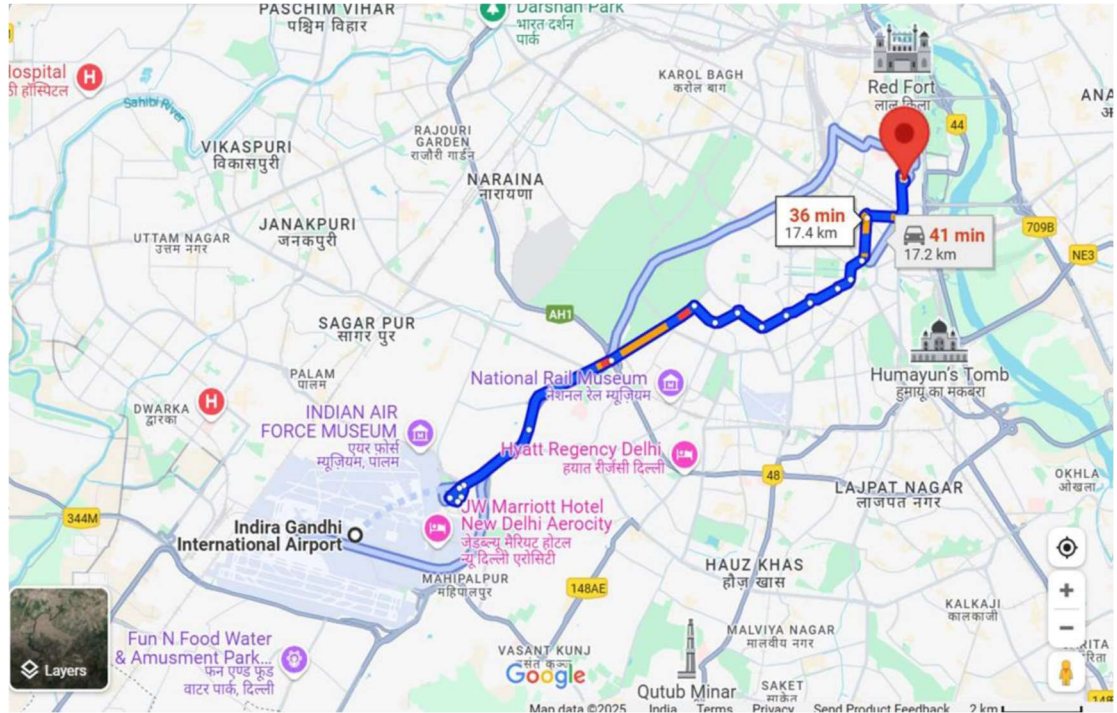 PASCHIM VIHAR
पश्चिम विहार
Darshan Park
भारत दर्शन
पार्क
Hospital
H
Sahibi River
KAROL BAGH
करोल बाग
Red Fort
लाल किला
44
VIKASPURI
विकासपुरी
RAJOURI
GARDEN
राजौरी गार्डन
NARAINA
नारायणा
JANAKPURI
जनकपुरी
UTTAM NAGAR
उत्तम नगर
36 min
17.4 km
41 min
17.2 km
709B
NE3
AH1
SAGAR PUR
सागर पुर
PALAM
पालम
National Rail Museum
नेशनल रेल म्यूज़ियम
Humayun's Tomb
हुमायूं का मकबरा
DWARKA
द्वारका
H
INDIAN AIR
FORCE MUSEUM
एयर फ़ोर्स
म्यूज़ियम, पालम
Hyatt Regency Delhi
हयात रीजेंसी दिल्ली
48
OKHLA
ओखला
LAJPAT NAGAR
लाजपत नगर
344M
Indira Gandhi
International Airport
JW Marriott Hotel
New Delhi Aerocity
जेडब्ल्यू मैरियट होटल
न्यू दिल्ली एरोसिटी
MAHIPALPUR
महिपालपुर
148AE
HAUZ KHAS
हौज़ खास
KALKAJI
कालकाजी
Fun N Food Water
& Amusment Park...
फन एण्ड फ़ूड
वाटर पार्क, दिल्ली
Layers
VASANT KUNJ
वसंत कुन्ज
Google
MALVIYA NAGAR
मालवीय नगर
Qutub Minar
SAKET
साकेत
Map data ©2025 India Terms Privacy Send Product Feedback 2 km